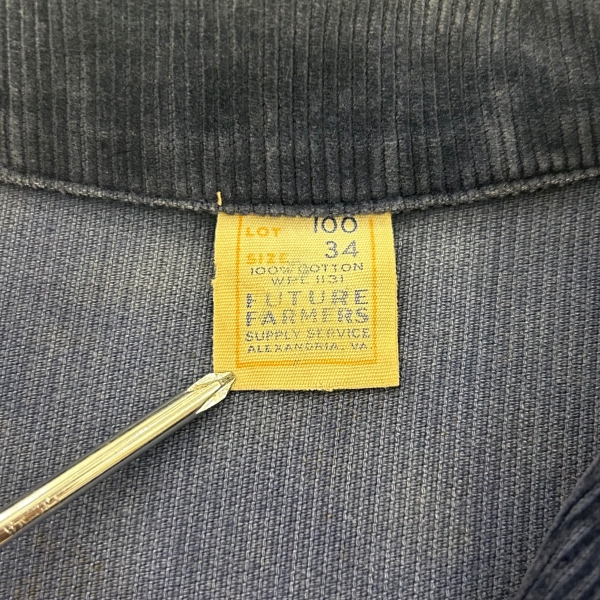 LOT 100
SIZE 34
100% COTTON
WPL 1131
FUTURE
FARMERS
SUPPLY SERVICE
ALEXANDRIA, VA